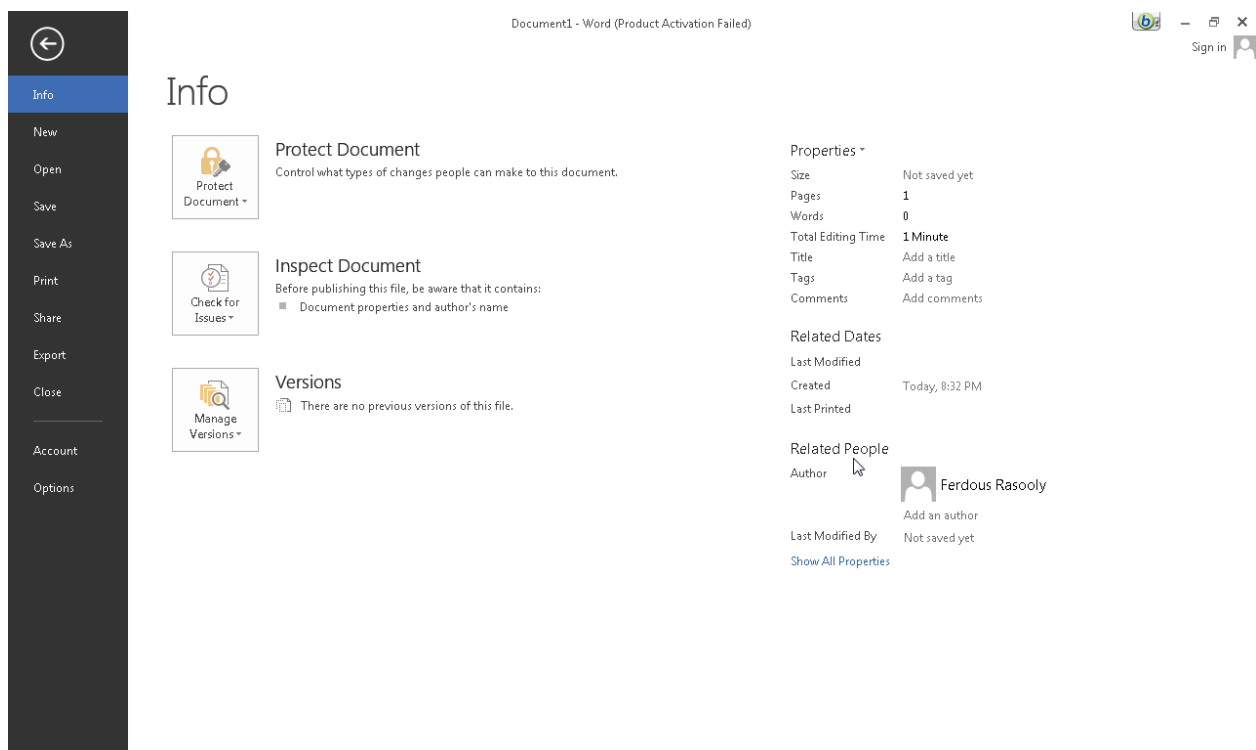 Document1 - Word (Product Activation Failed)
Sign in
Info
New
Open
Save
Save As
Print
Share
Export
Close
Account
Options
Info
Protect Document
Protect Document
Control what types of changes people can make to this document.
Check for Issues
Inspect Document
Before publishing this file, be aware that it contains:
Document properties and author's name
Manage Versions
Versions
There are no previous versions of this file.
Properties
Size Not saved yet
Pages 1
Words 0
Total Editing Time 1 Minute
Title Add a title
Tags Add a tag
Comments Add comments
Related Dates
Last Modified
Created Today, 8:32 PM
Last Printed
Related People
Author Ferdous Rasooly
Add an author
Last Modified By Not saved yet
Show All Properties